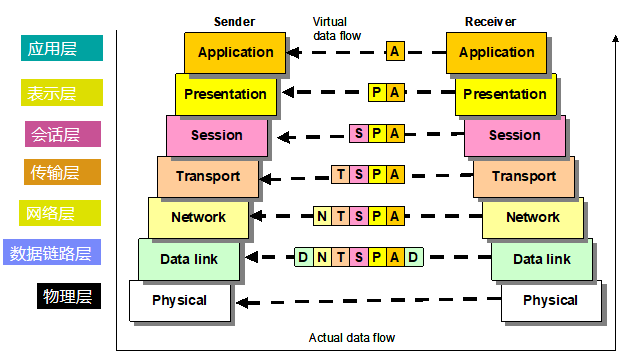 Sender
Virtual
data flow
Receiver
应用层
Application
A
Application
表示层
Presentation
P A
Presentation
会话层
Session
S P A
Session
传输层
Transport
T S P A
Transport
网络层
Network
N T S P A
Network
数据链路层
Data link
D N T S P A D
Data link
物理层
Physical
Physical
Actual data flow